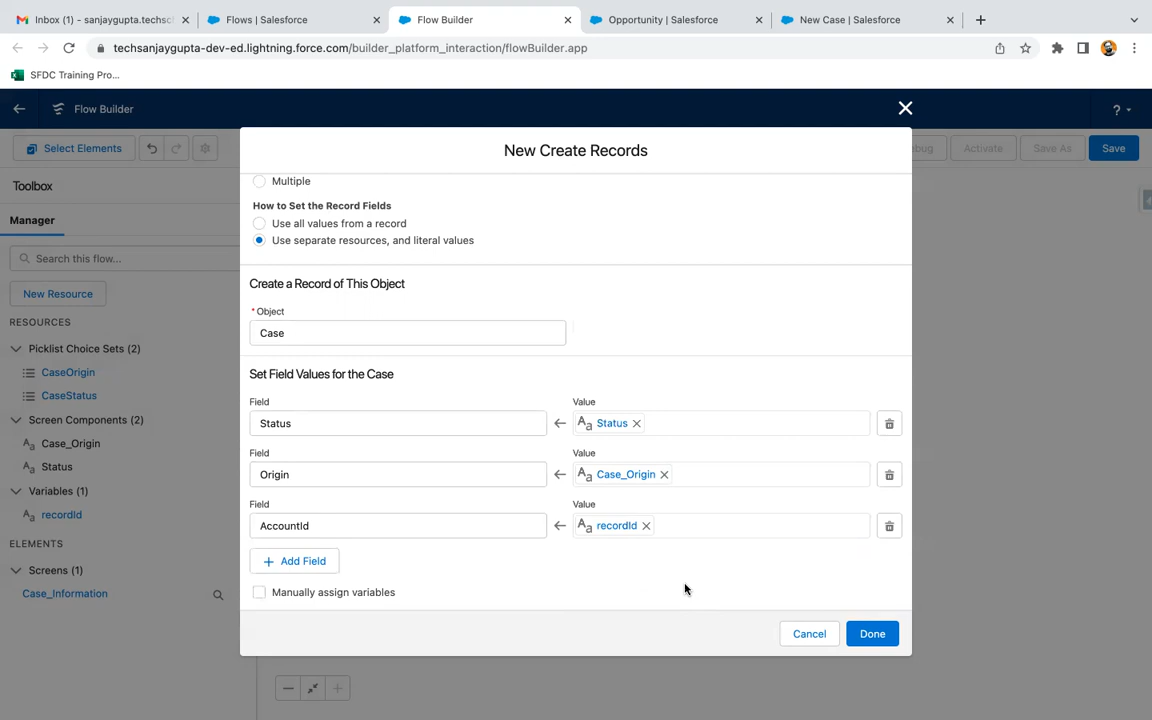 Inbox (1) - sanjaygupta.techscl
Flows | Salesforce
Flow Builder
Opportunity | Salesforce
New Case | Salesforce
techsanjaygupta-dev-ed.lightning.force.com/builder_platform_interaction/flowBuilder.app
SFDC Training Pro...
Flow Builder
?
Select Elements
New Create Records
bug
Activate
Save As
Save
Toolbox
Manager
Search this flow...
New Resource
RESOURCES
Picklist Choice Sets (2)
CaseOrigin
CaseStatus
Screen Components (2)
Case_Origin
Status
Variables (1)
recordId
ELEMENTS
Screens (1)
Case_Information
Multiple
How to Set the Record Fields
Use all values from a record
Use separate resources, and literal values
Create a Record of This Object
* Object
Case
Set Field Values for the Case
Field
Value
Status
Aa Status
Field
Value
Origin
Aa Case_Origin
Field
Value
AccountId
Aa recordId
+ Add Field
Manually assign variables
Cancel
Done